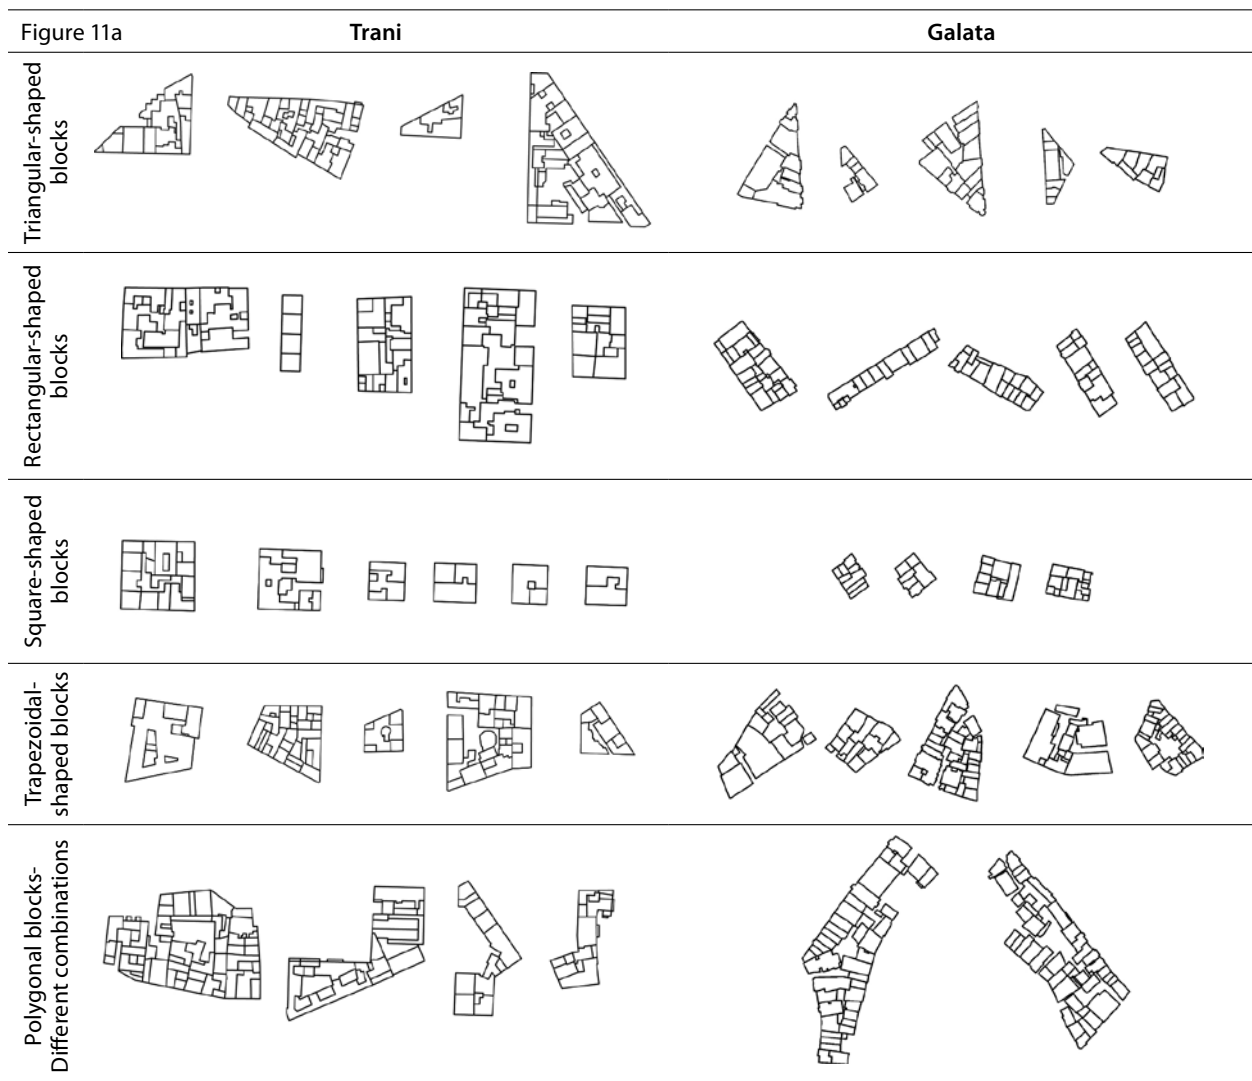 Figure 11a
Trani
Galata
Triangular-shaped
blocks
Rectangular-shaped
blocks
Square-shaped
blocks
Trapezoidal-
shaped blocks
Polygonal blocks-
Different combinations